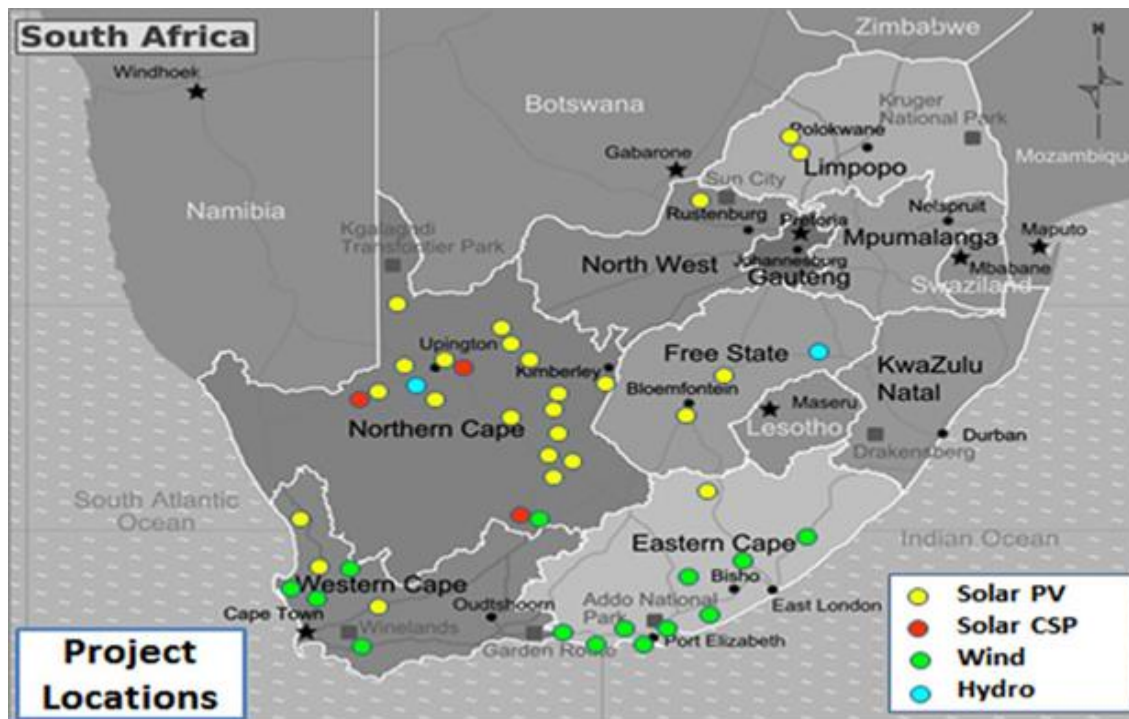 South Africa
Zimbabwe
Windhoek
Botswana
Kruger
National Park
Polokwane
Limpopo
Mozambique
Gabarone
Sun City
Namibia
Rustenburg
Pretoria
Nelspruit
Kgalagndi
Transfontier Park
Mpumalanga
Maputo
Johannesburg
North West
Gauteng
Mbabane
Swaziland
Upington
Kimberley
Free State
KwaZulu
Natal
Bloemfontein
Maseru
Northern Cape
Lesotho
Durban
Drakensberg
South Atlantic
Ocean
Eastern Cape
Indian Ocean
Western Cape
Bisho
Oudtshoorn
Addo National
Park
East London
Cape Town
Winelands
Garden Route
Port Elizabeth
Project
Locations
Solar PV
Solar CSP
Wind
Hydro
N